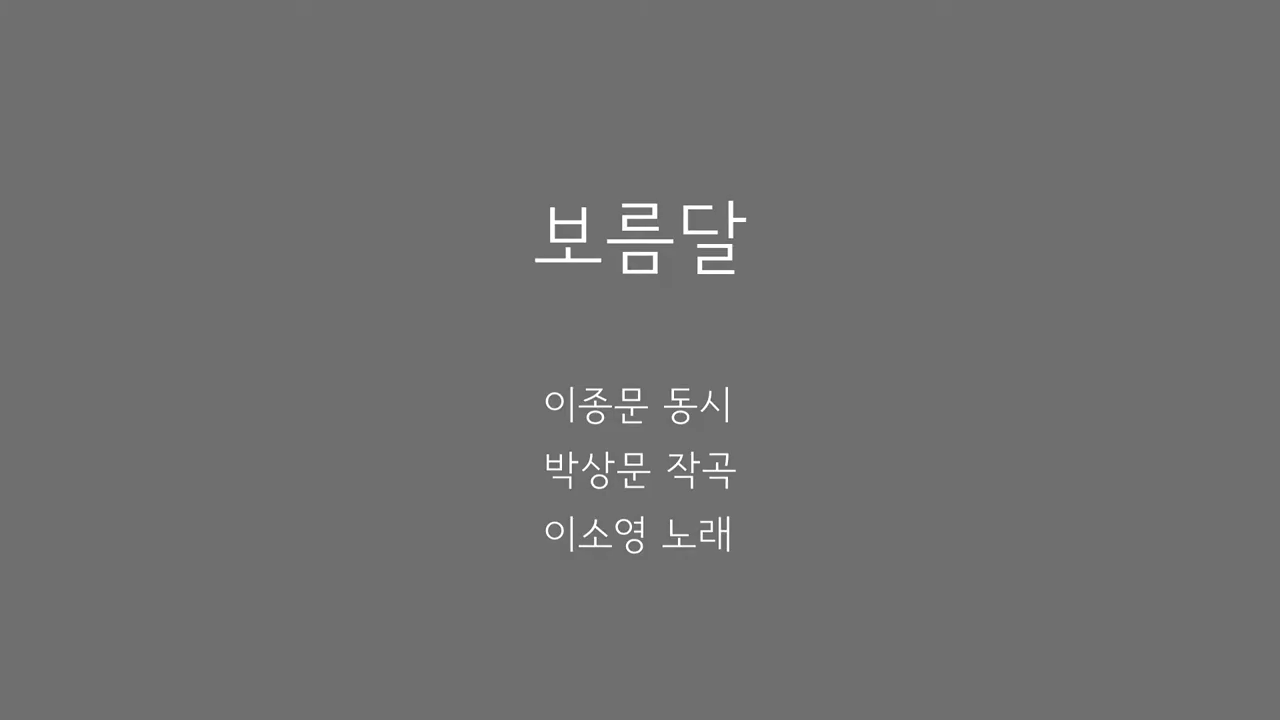 보름달
이종문 동시
박상문 작곡
이소영 노래